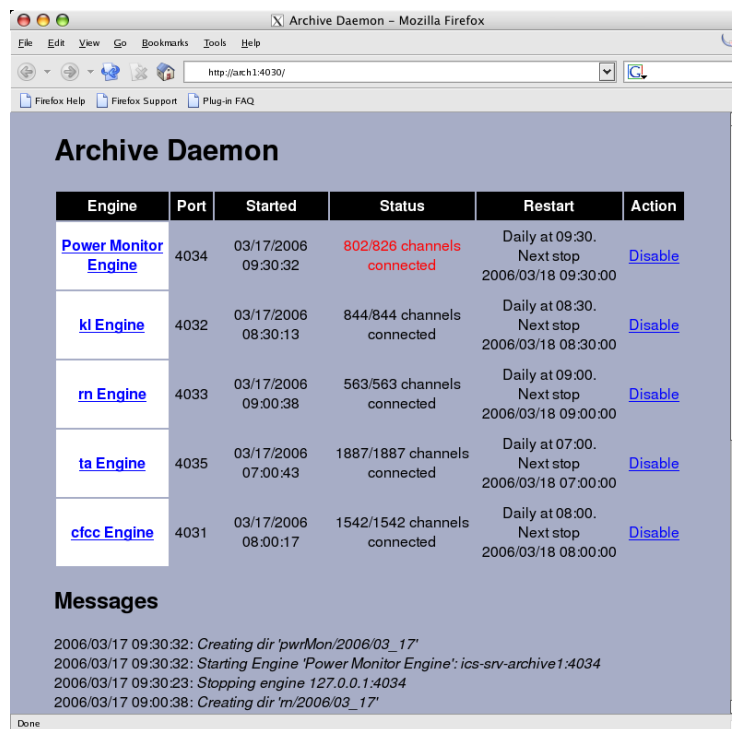 X Archive Daemon - Mozilla Firefox
File Edit View Go Bookmarks Tools Help
http://arch1:4030/
G
Firefox Help Firefox Support Plug-in FAQ
Archive Daemon
Engine Port Started Status Restart Action
Power Monitor Engine 4034 03/17/2006 09:30:32 802/826 channels connected Daily at 09:30. Next stop 2006/03/18 09:30:00 Disable
kl Engine 4032 03/17/2006 08:30:13 844/844 channels connected Daily at 08:30. Next stop 2006/03/18 08:30:00 Disable
rn Engine 4033 03/17/2006 09:00:38 563/563 channels connected Daily at 09:00. Next stop 2006/03/18 09:00:00 Disable
ta Engine 4035 03/17/2006 07:00:43 1887/1887 channels connected Daily at 07:00. Next stop 2006/03/18 07:00:00 Disable
cfcc Engine 4031 03/17/2006 08:00:17 1542/1542 channels connected Daily at 08:00. Next stop 2006/03/18 08:00:00 Disable
Messages
2006/03/17 09:30:32: Creating dir 'pwrMon/2006/03_17'
2006/03/17 09:30:32: Starting Engine 'Power Monitor Engine': ics-srv-archive1:4034
2006/03/17 09:30:23: Stopping engine 127.0.0.1:4034
2006/03/17 09:00:38: Creating dir 'rn/2006/03_17'
Done